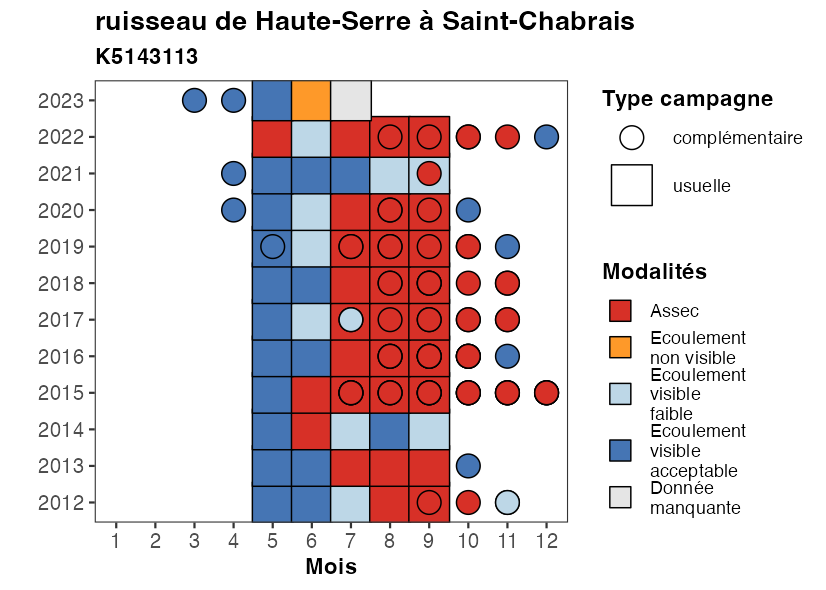 ruisseau de Haute-Serre à Saint-Chabrais
K5143113
2023
2022
2021
2020
2019
2018
2017
2016
2015
2014
2013
2012
1 2 3 4 5 6 7 8 9 10 11 12
Mois
Type campagne
complémentaire
usuelle
Modalités
Assec
Ecoulement
non visible
Ecoulement
visible
faible
Ecoulement
visible
acceptable
Donnée
manquante